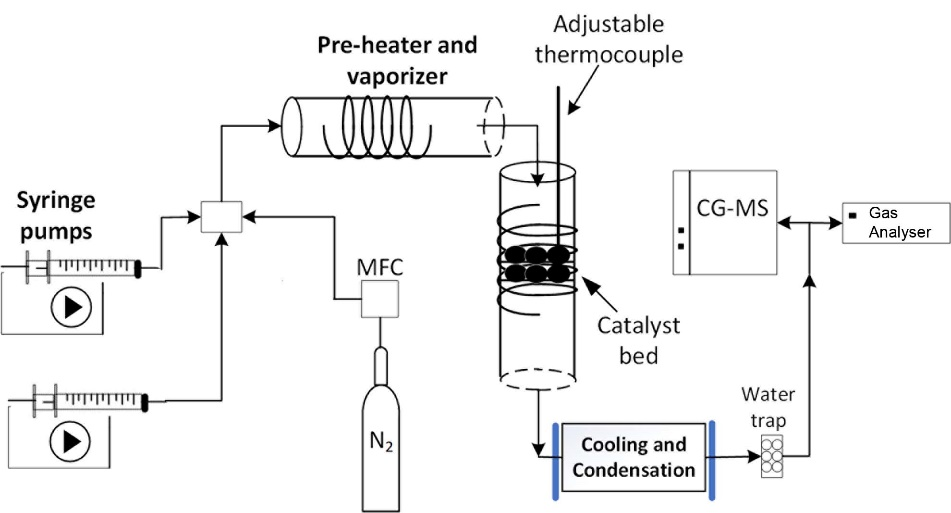 Adjustable
thermocouple
Pre-heater and
vaporizer
Syringe
pumps
CG-MS
Gas
Analyser
MFC
Catalyst
bed
Water
trap
N₂
Cooling and
Condensation